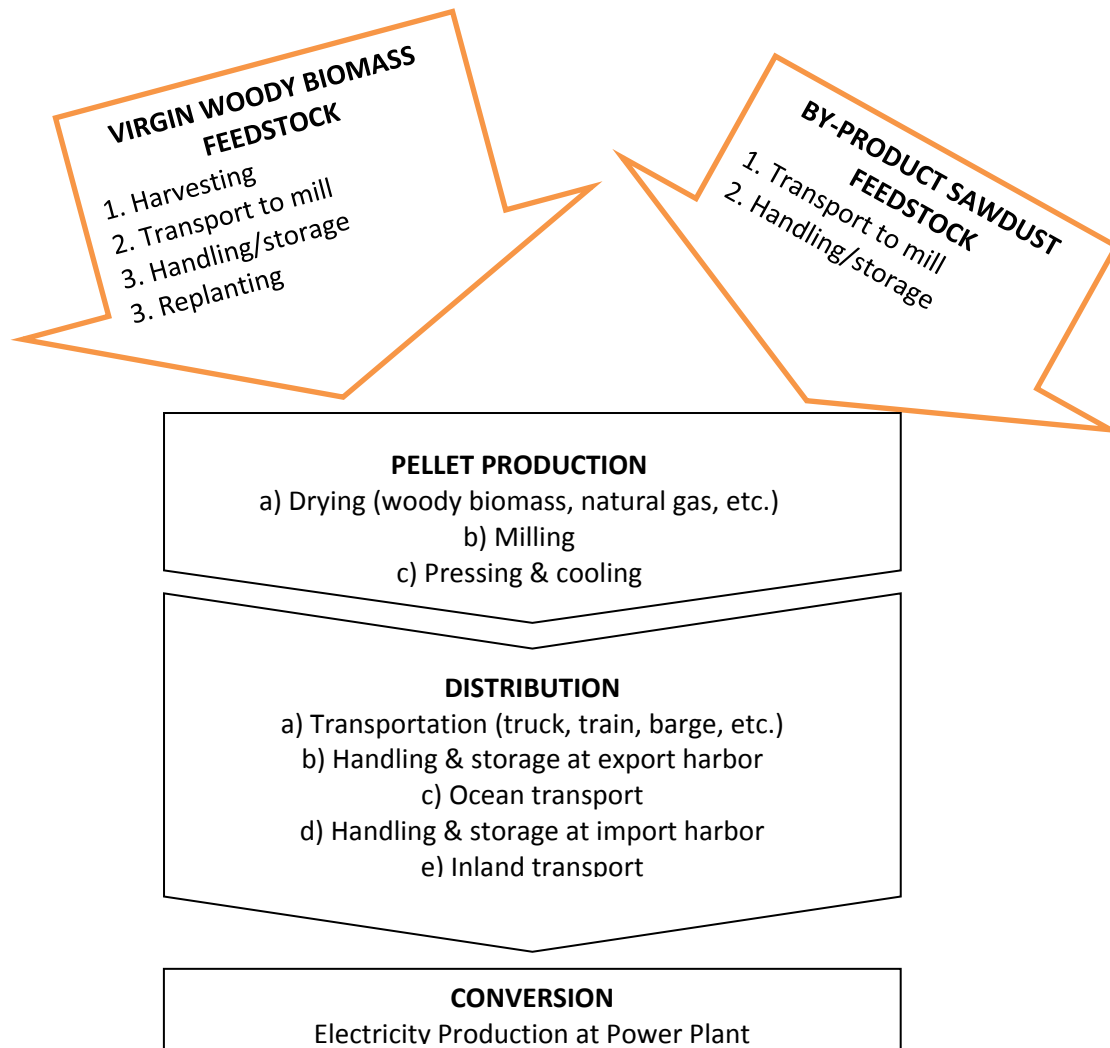 VIRGIN WOODY BIOMASS
FEEDSTOCK
1. Harvesting
2. Transport to mill
3. Handling/storage
3. Replanting
BY-PRODUCT SAWDUST
FEEDSTOCK
1. Transport to mill
2. Handling/storage
PELLET PRODUCTION
a) Drying (woody biomass, natural gas, etc.)
b) Milling
c) Pressing & cooling
DISTRIBUTION
a) Transportation (truck, train, barge, etc.)
b) Handling & storage at export harbor
c) Ocean transport
d) Handling & storage at import harbor
e) Inland transport
CONVERSION
Electricity Production at Power Plant